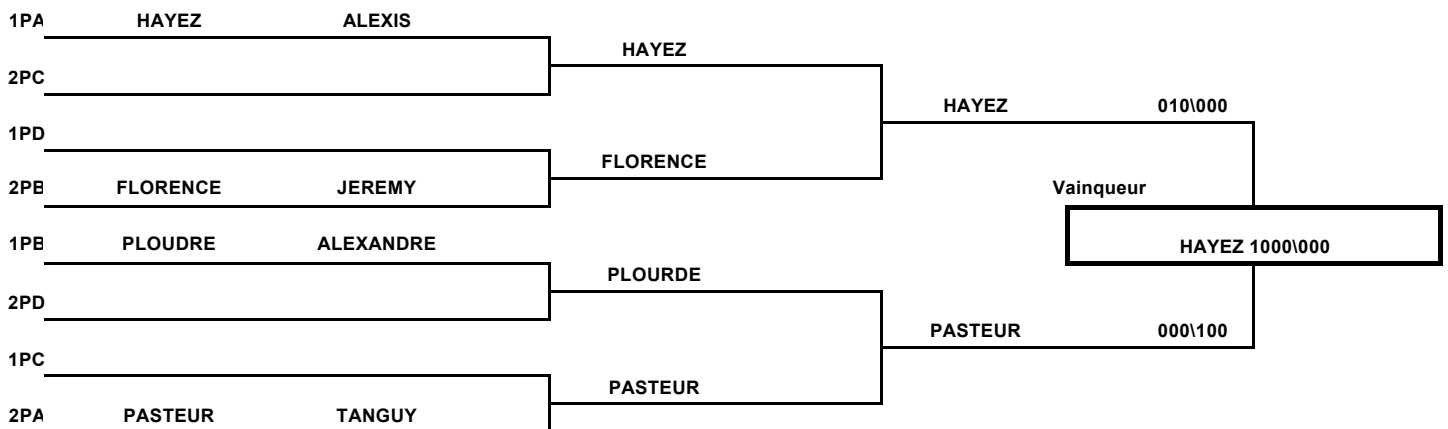 1PA HAYEZ ALEXIS
HAYEZ
2PC
HAYEZ 010\000
1PD
FLORENCE
2PB FLORENCE JEREMY
Vainqueur
1PB PLOUDRE ALEXANDRE
HAYEZ 1000\000
PLOURDE
2PD
PASTEUR 000\100
1PC
PASTEUR
2PA PASTEUR TANGUY